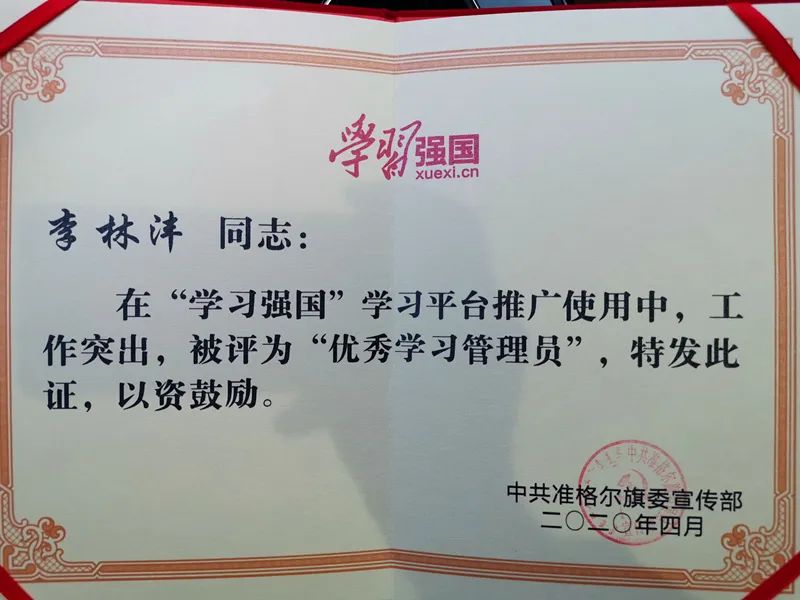 學習强国
xuexi.cn
李林沣 同志：
在“学习强国”学习平台推广使用中，工
作突出，被评为“优秀学习管理员”，特发此
证，以资鼓励。
中共准格尔旗委宣传部
二〇二〇年四月